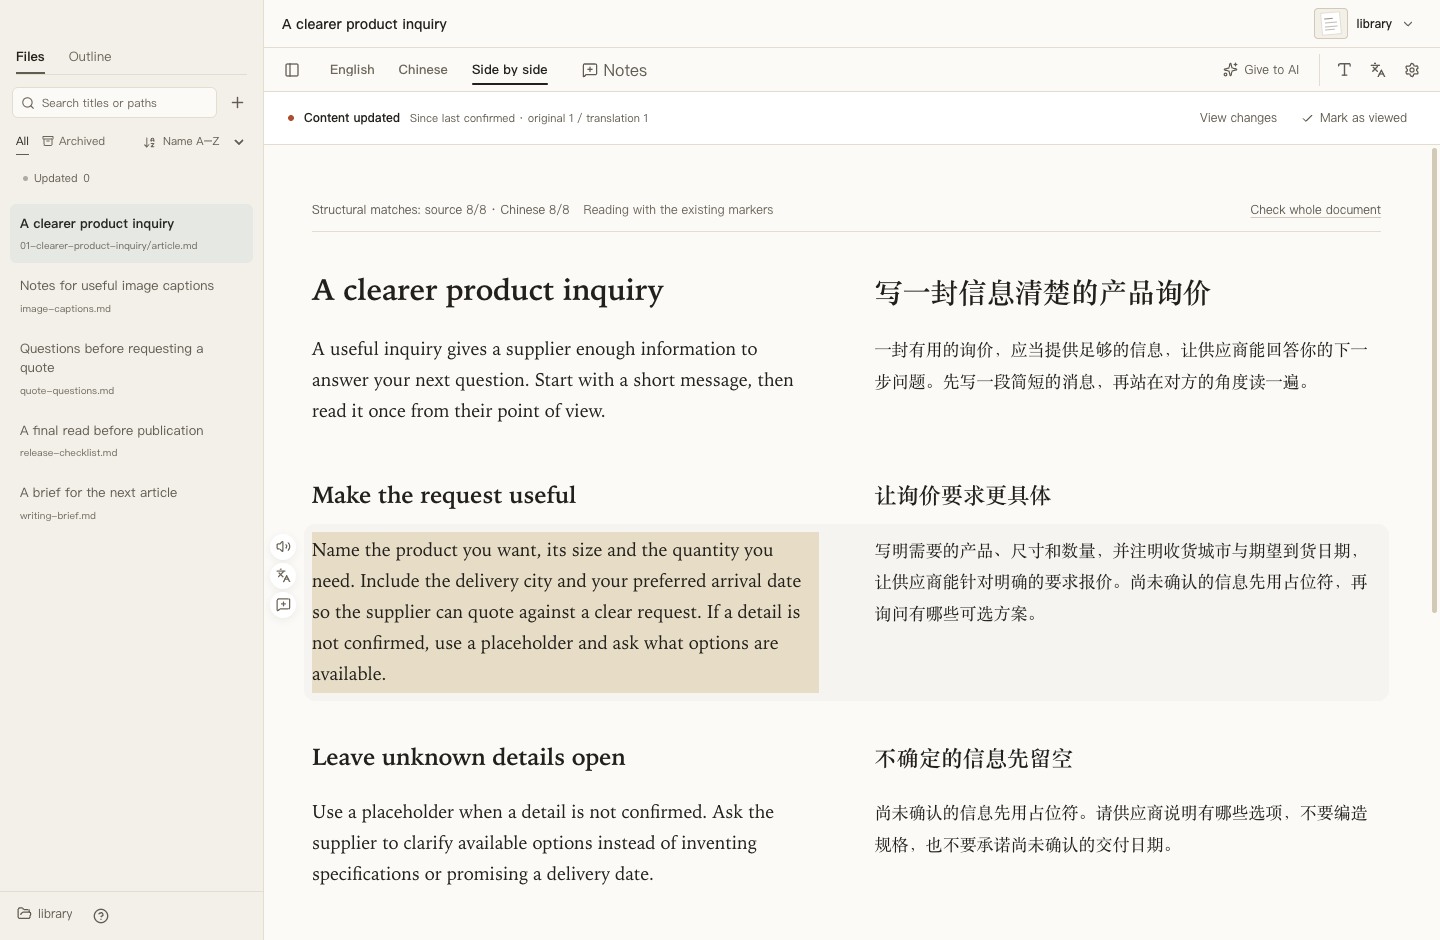 A clearer product inquiry
library
Files
Outline
English
Chinese
Side by side
Notes
Give to AI
Search titles or paths
Content updated
Since last confirmed · original 1 / translation 1
View changes
Mark as viewed
All
Archived
Name A–Z
Updated 0
A clearer product inquiry
01-clearer-product-inquiry/article.md
Notes for useful image captions
image-captions.md
Questions before requesting a
quote
quote-questions.md
A final read before publication
release-checklist.md
A brief for the next article
writing-brief.md
library
Structural matches: source 8/8 · Chinese 8/8
Reading with the existing markers
Check whole document
A clearer product inquiry
A useful inquiry gives a supplier enough information to
answer your next question. Start with a short message, then
read it once from their point of view.
写一封信息清楚的产品询价
一封有用的询价，应当提供足够的信息，让供应商能回答你的下一
步问题。先写一段简短的消息，再站在对方的角度读一遍。
Make the request useful
Name the product you want, its size and the quantity you
need. Include the delivery city and your preferred arrival date
so the supplier can quote against a clear request. If a detail is
not confirmed, use a placeholder and ask what options are
available.
让询价要求更具体
写明需要的产品、尺寸和数量，并注明收货城市与期望到货日期，
让供应商能针对明确的要求报价。尚未确认的信息先用占位符，再
询问有哪些可选方案。
Leave unknown details open
Use a placeholder when a detail is not confirmed. Ask the
supplier to clarify available options instead of inventing
specifications or promising a delivery date.
不确定的信息先留空
尚未确认的信息先用占位符。请供应商说明有哪些选项，不要编造
规格，也不要承诺尚未确认的交付日期。